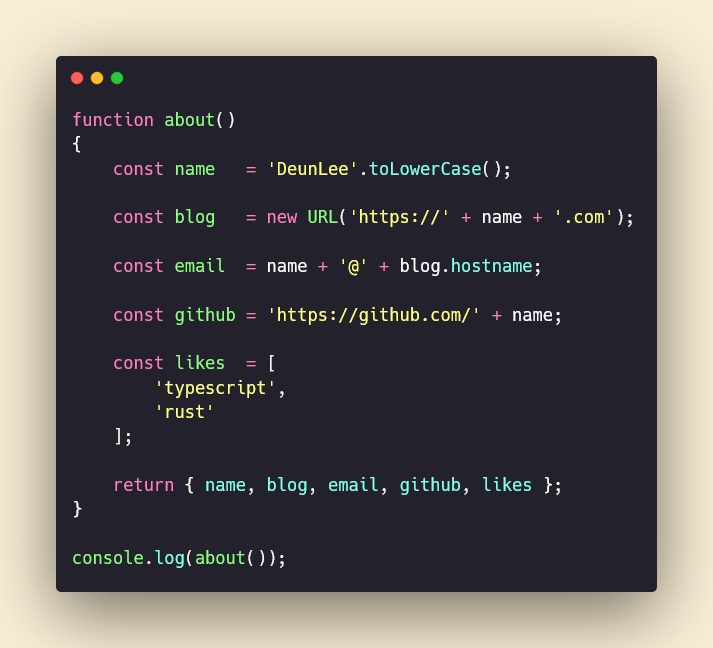 function about()
{
    const name   = 'DeunLee'.toLowerCase();

    const blog   = new URL('https://' + name + '.com');

    const email  = name + '@' + blog.hostname;

    const github = 'https://github.com/' + name;

    const likes  = [
        'typescript',
        'rust'
    ];

    return { name, blog, email, github, likes };
}

console.log(about());